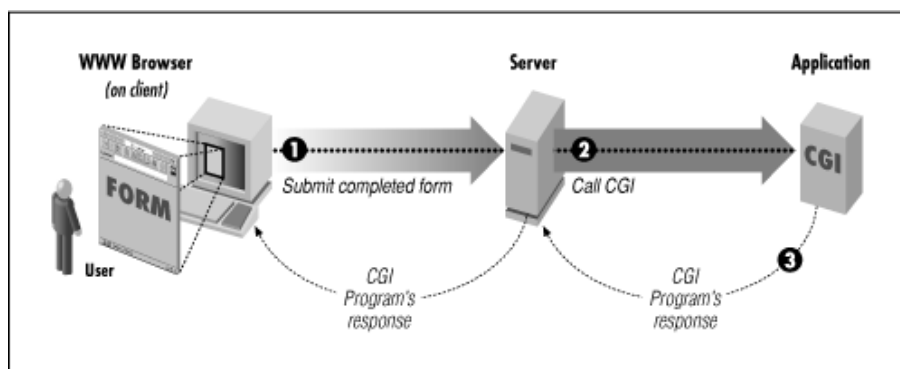 WWW Browser
(on client)
Server
Application
FORM
User
1
Submit completed form
2
Call CGI
CGI
3
CGI
Program's
response
CGI
Program's
response